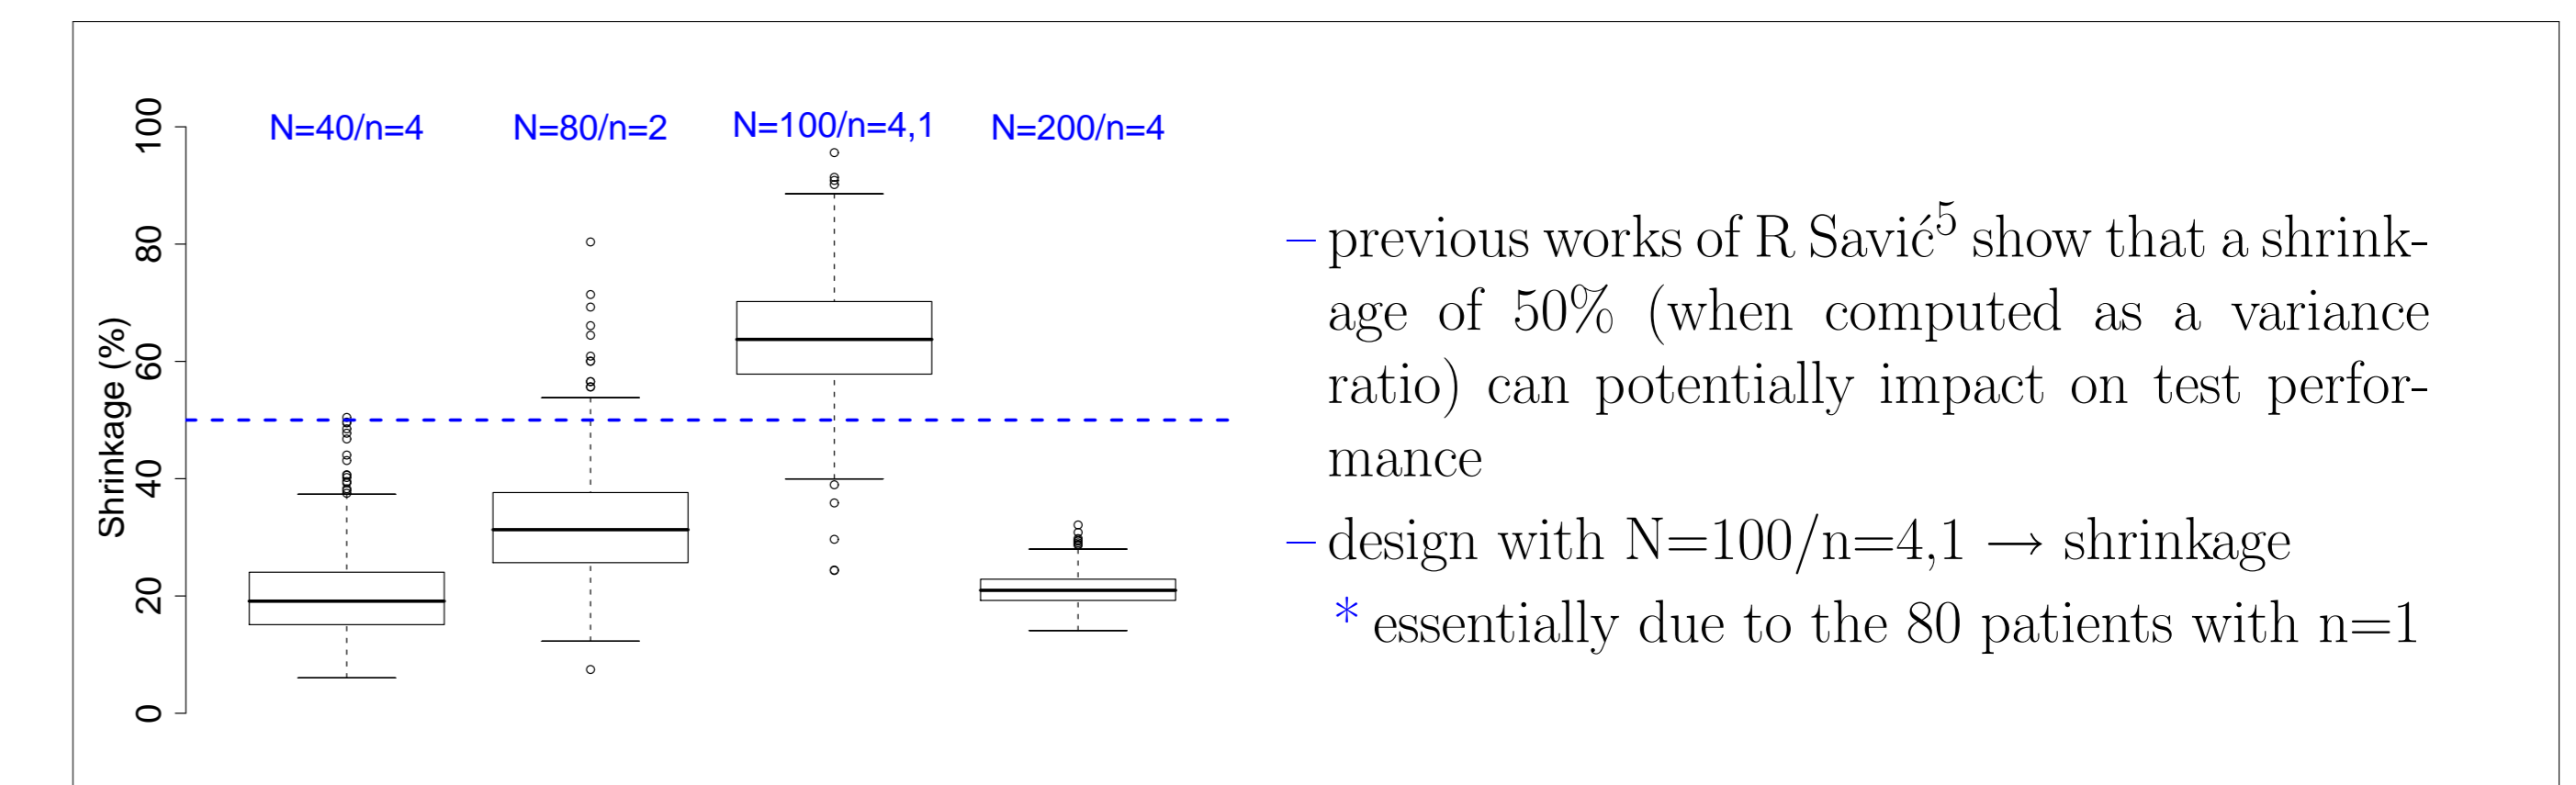 N=40/n=4 N=80/n=2 N=100/n=4,1 N=200/n=4
Shrinkage (%)
100
80
60
40
20
0
– previous works of R Savić5 show that a shrink-
age of 50% (when computed as a variance
ratio) can potentially impact on test perfor-
mance
– design with N=100/n=4,1 → shrinkage
* essentially due to the 80 patients with n=1